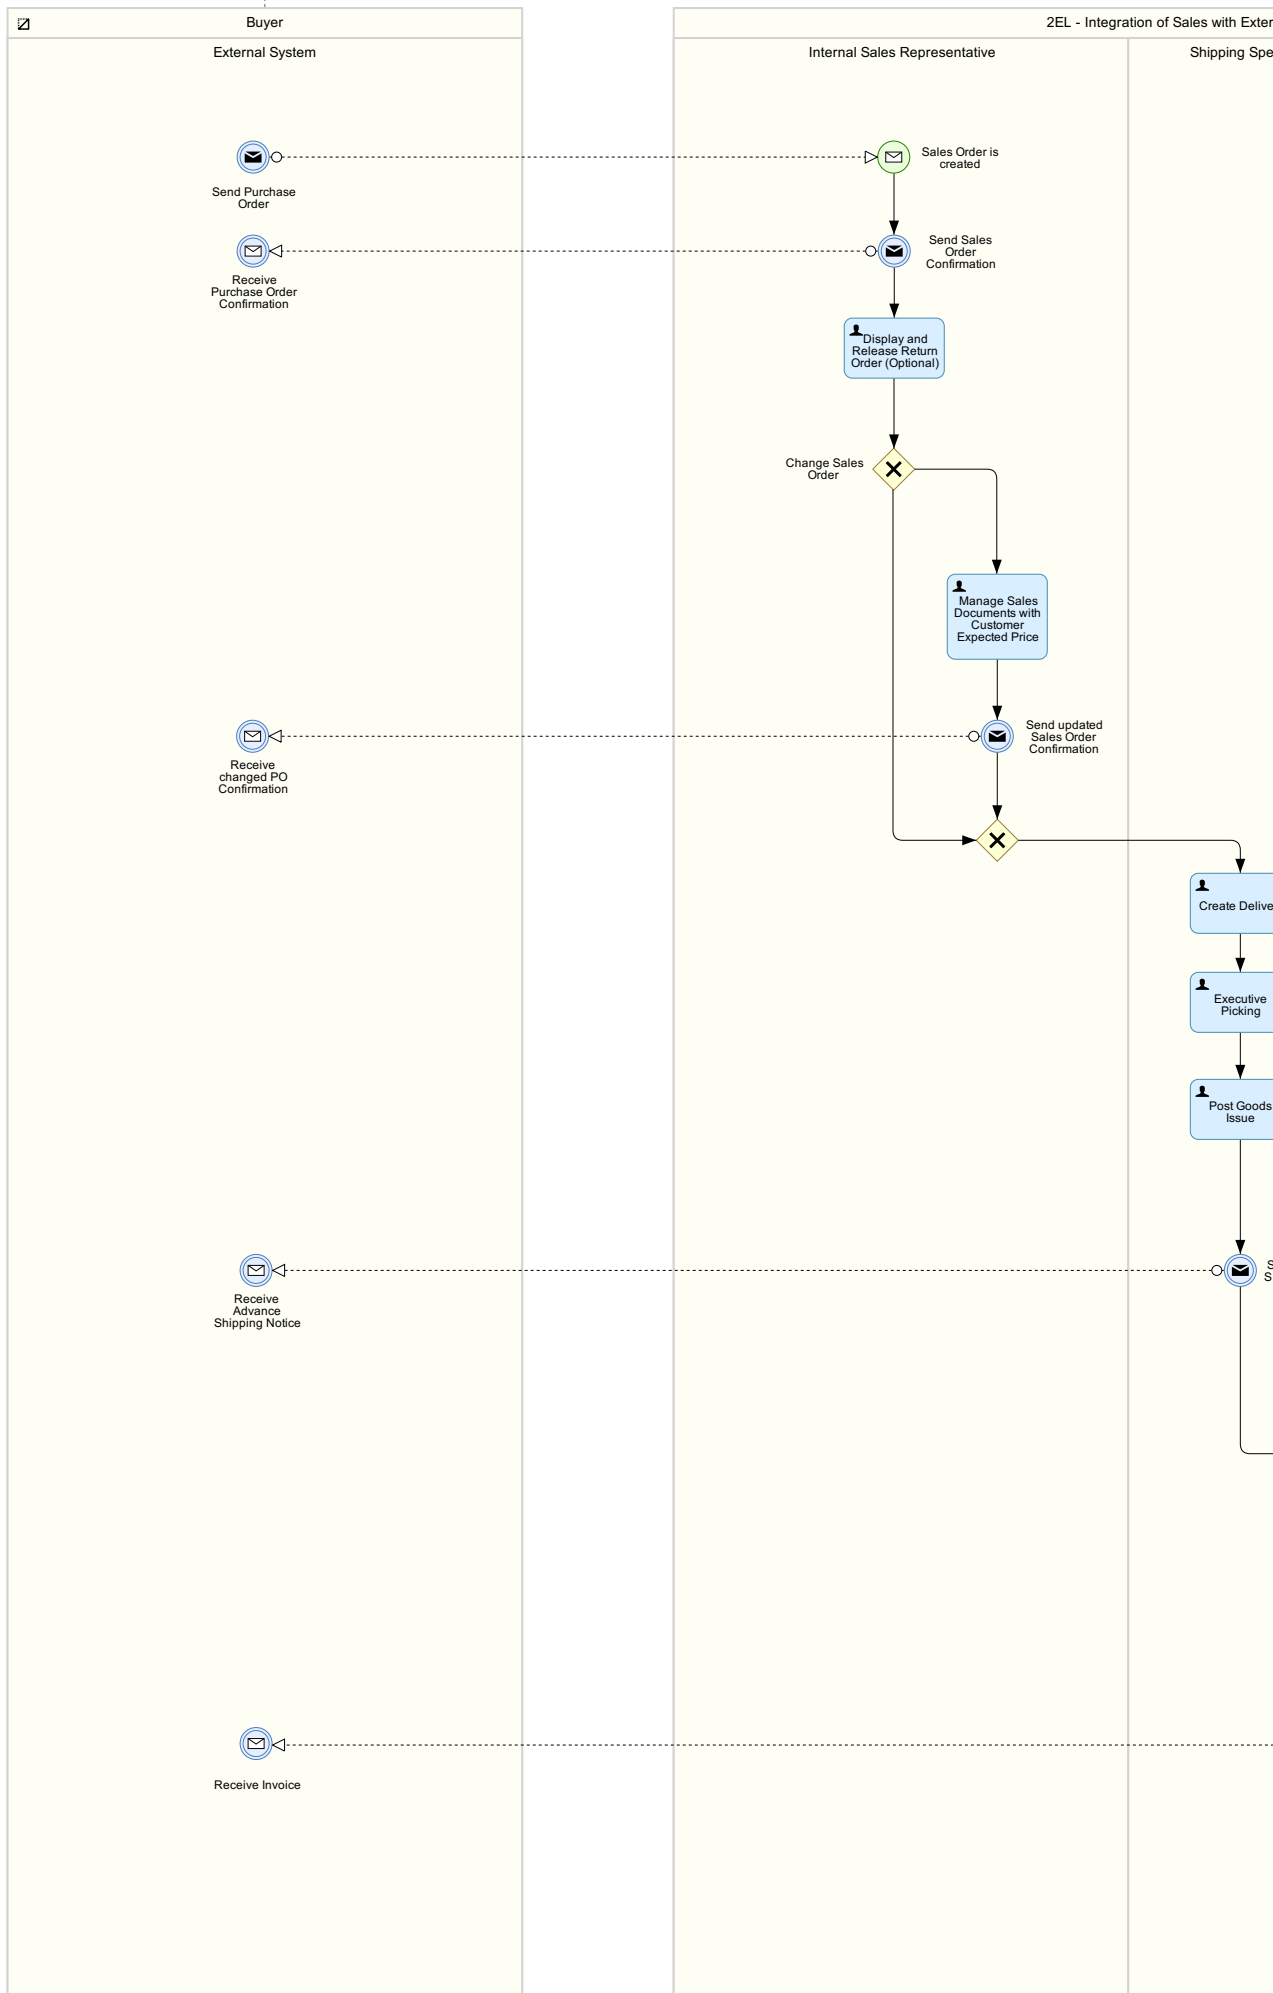 Buyer
2EL - Integration of Sales with Exter
External System
Internal Sales Representative
Shipping Spe
Sales Order is
created
Send Purchase
Order
Send Sales
Order
Confirmation
Receive
Purchase Order
Confirmation
Display and
Release Return
Order (Optional)
Change Sales
Order
Manage Sales
Documents with
Customer
Expected Price
Send updated
Sales Order
Confirmation
Receive
changed PO
Confirmation
Create Delive
Executive
Picking
Post Goods
Issue
S
S
Receive
Advance
Shipping Notice
Receive Invoice